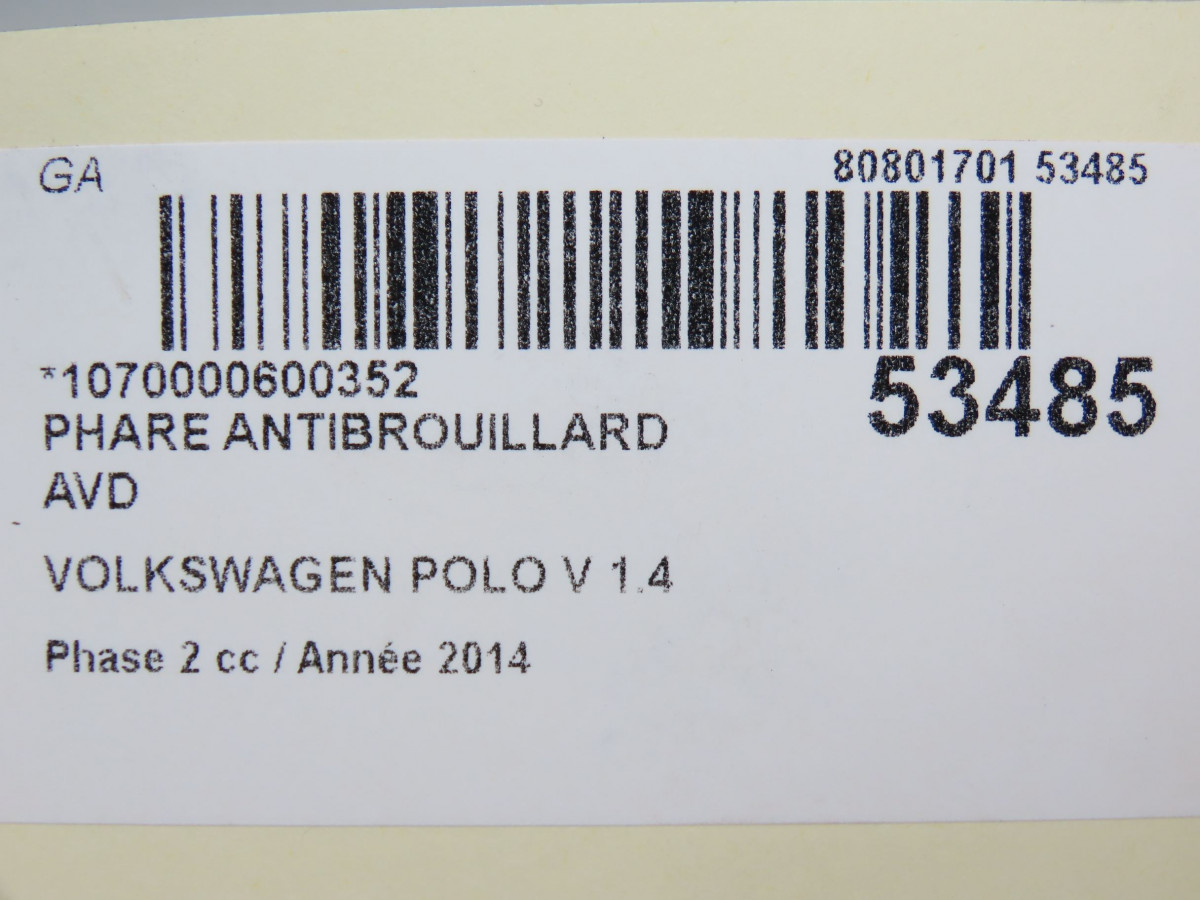 GA
80801701 53485
*1070000600352
53485
PHARE ANTIBROUILLARD
AVD
VOLKSWAGEN POLO V 1.4
Phase 2 cc / Année 2014